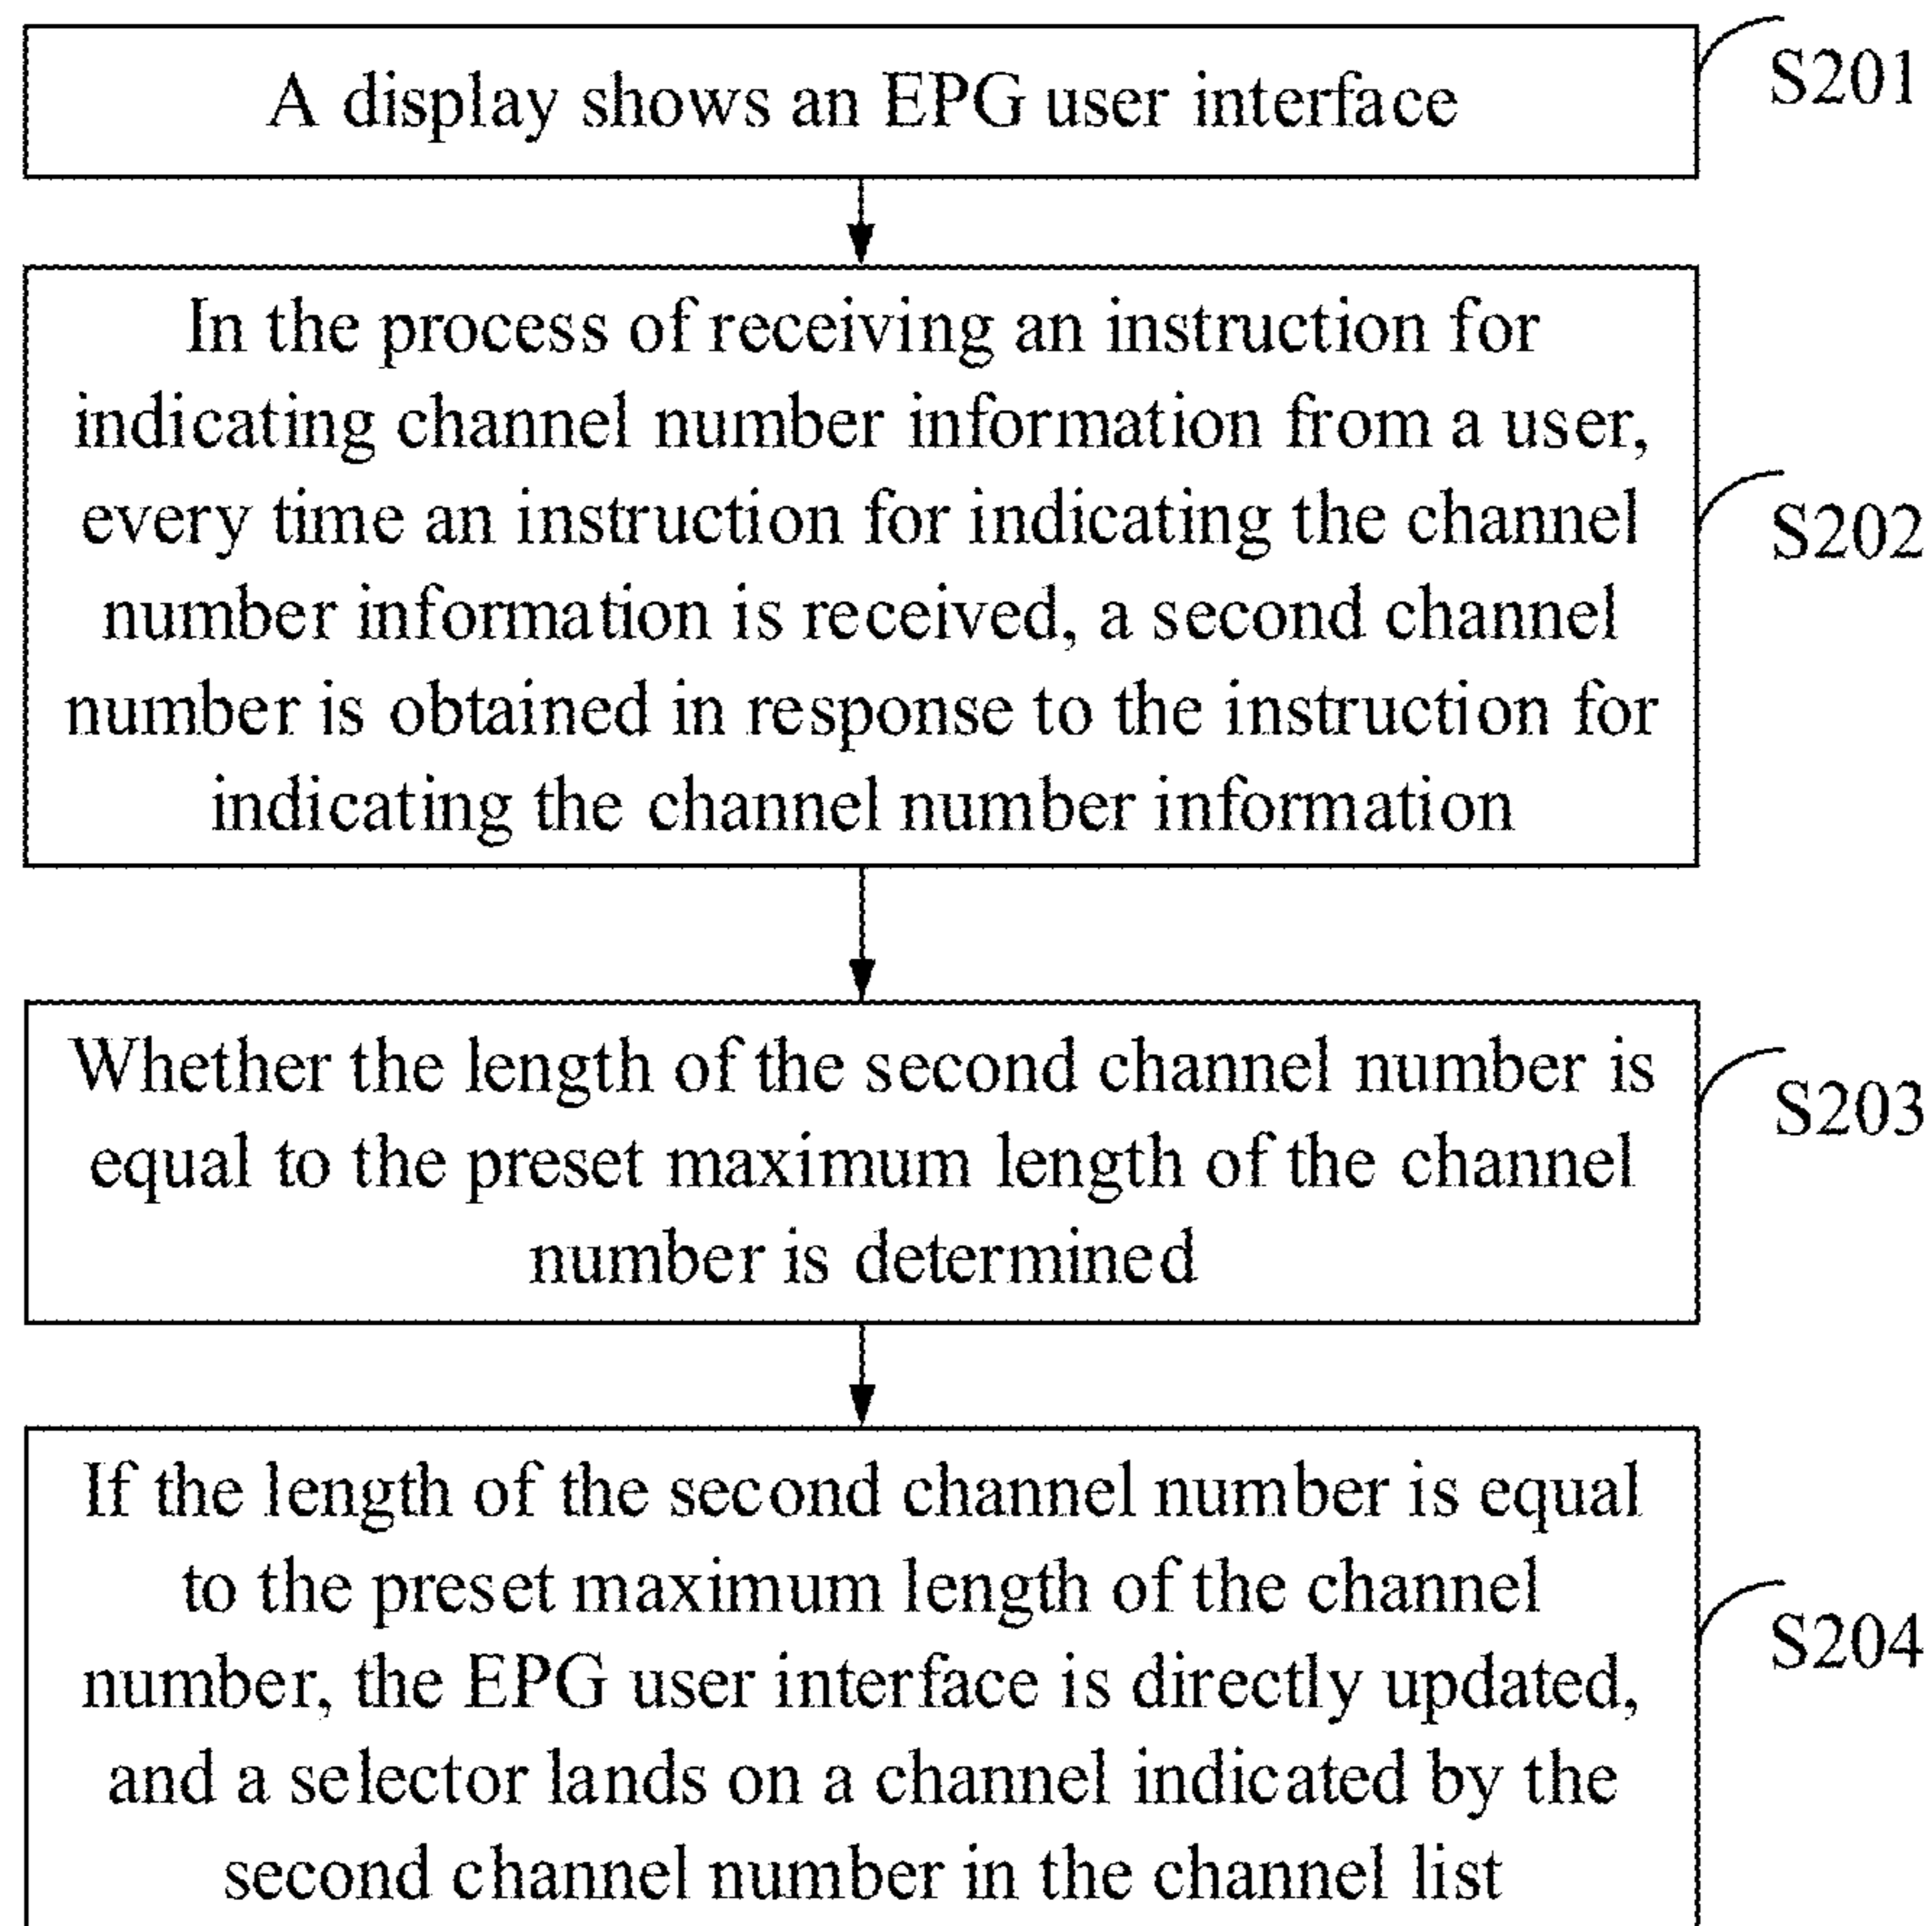 A display shows an EPG user interface
S201
In the process of receiving an instruction for
indicating channel number information from a user,
every time an instruction for indicating the channel
number information is received, a second channel
number is obtained in response to the instruction for
indicating the channel number information
S202
Whether the length of the second channel number is
equal to the preset maximum length of the channel
number is determined
S203
If the length of the second channel number is equal
to the preset maximum length of the channel
number, the EPG user interface is directly updated,
and a selector lands on a channel indicated by the
second channel number in the channel list
S204